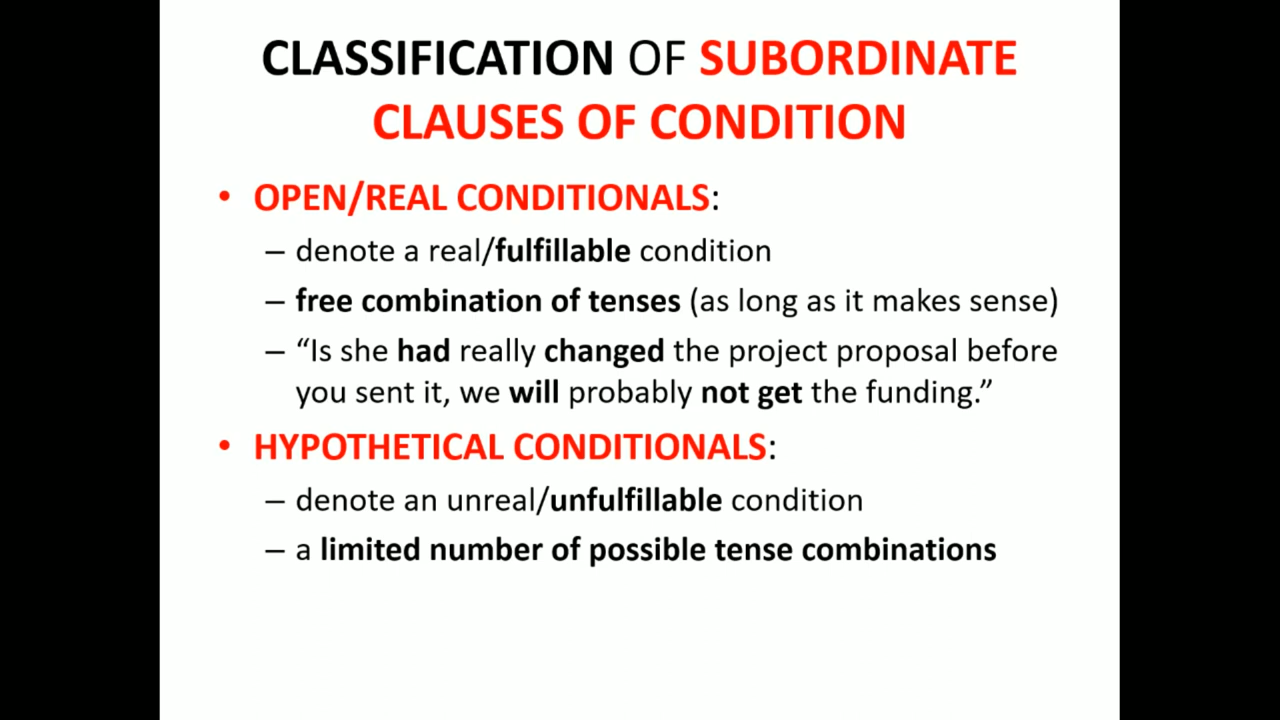 CLASSIFICATION OF SUBORDINATE
CLAUSES OF CONDITION
• OPEN/REAL CONDITIONALS:
– denote a real/fulfillable condition
– free combination of tenses (as long as it makes sense)
– “Is she had really changed the project proposal before
you sent it, we will probably not get the funding.”
• HYPOTHETICAL CONDITIONALS:
– denote an unreal/unfulfillable condition
– a limited number of possible tense combinations